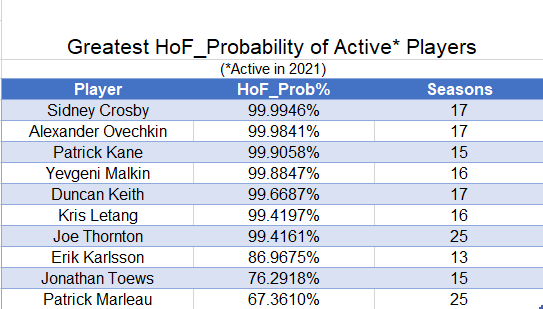 Greatest HoF_Probability of Active* Players
(*Active in 2021)
Player HoF_Prob% Seasons
Sidney Crosby 99.9946% 17
Alexander Ovechkin 99.9841% 17
Patrick Kane 99.9058% 15
Yevgeni Malkin 99.8847% 16
Duncan Keith 99.6687% 17
Kris Letang 99.4197% 16
Joe Thornton 99.4161% 25
Erik Karlsson 86.9675% 13
Jonathan Toews 76.2918% 15
Patrick Marleau 67.3610% 25